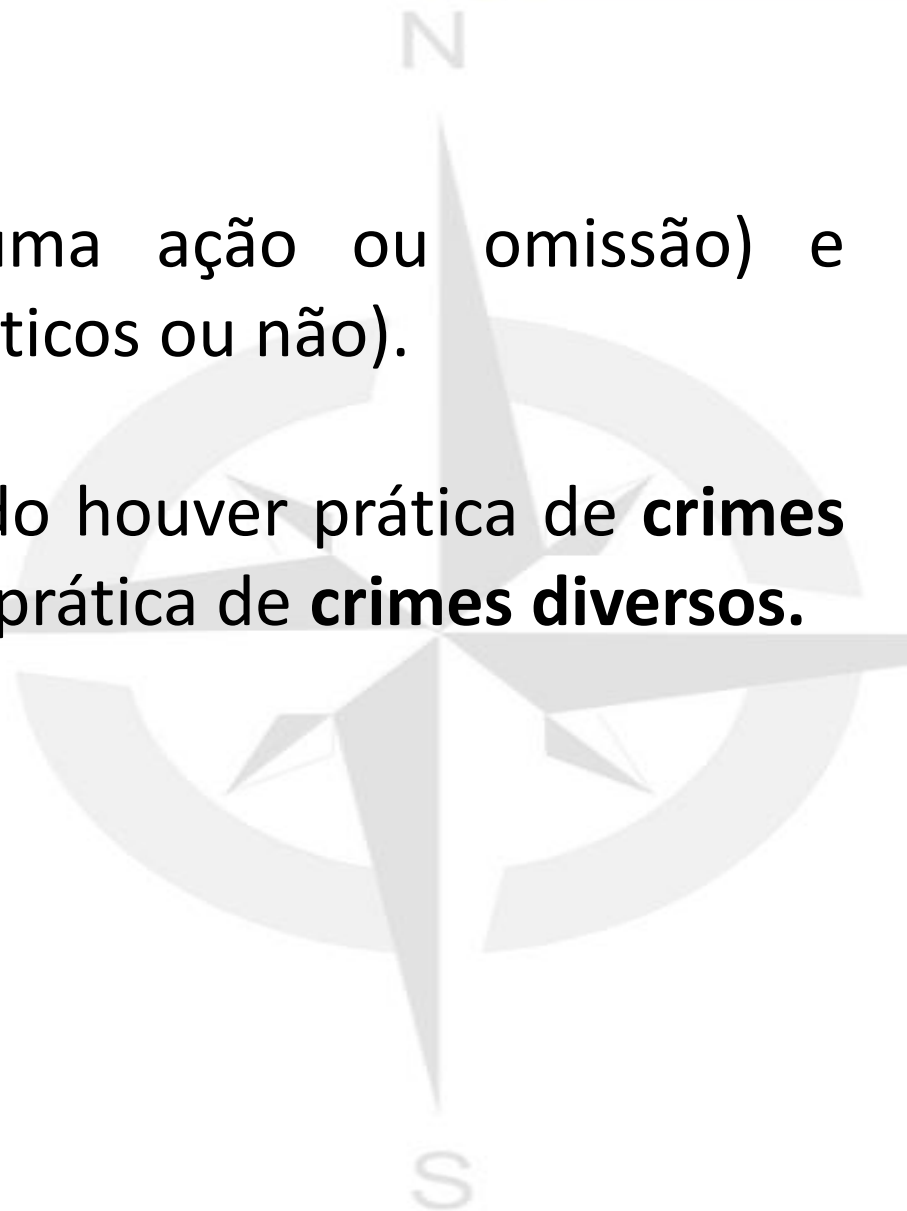 N
uma ação ou omissão) e
ticos ou não).
do houver prática de crimes
prática de crimes diversos.
S